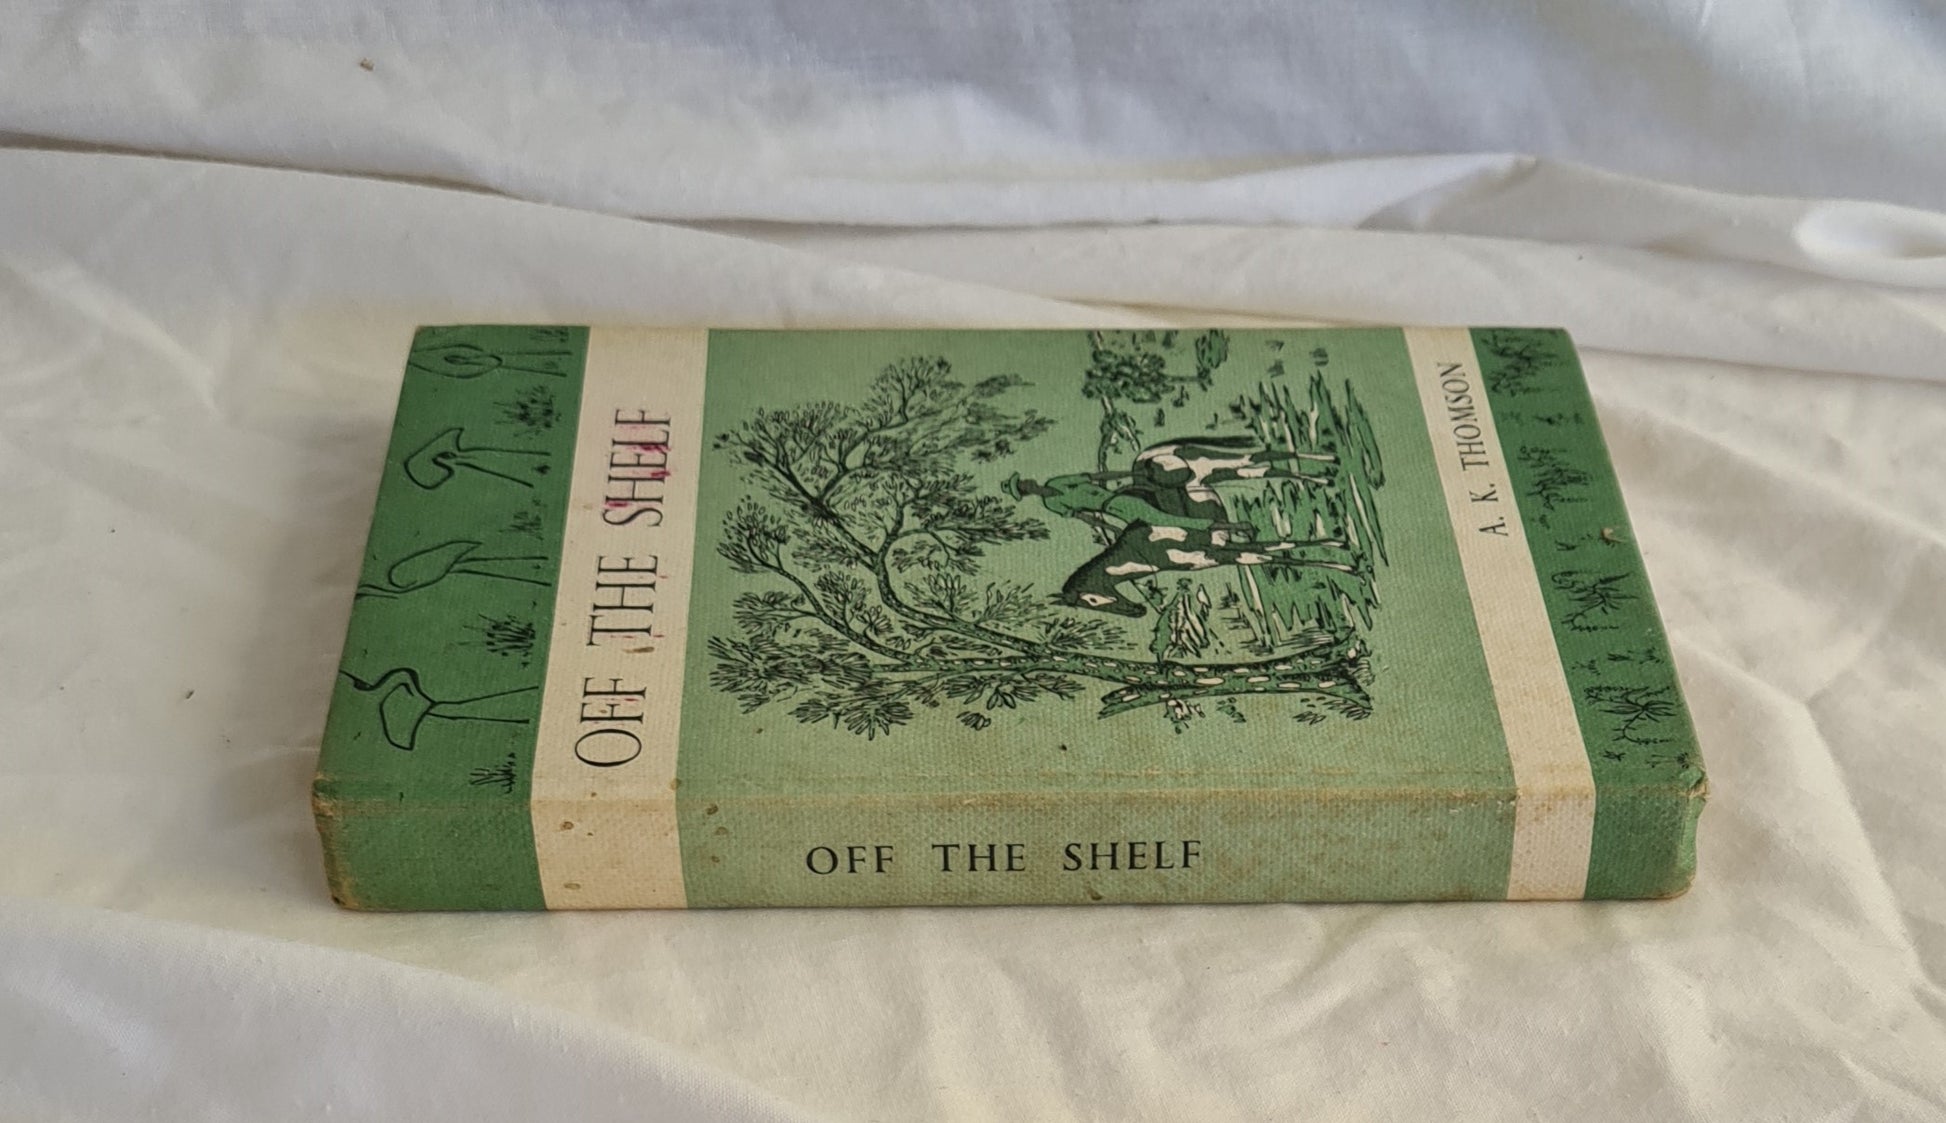 OFF THE SHELF
A. K. THOMSON
OFF THE SHELF